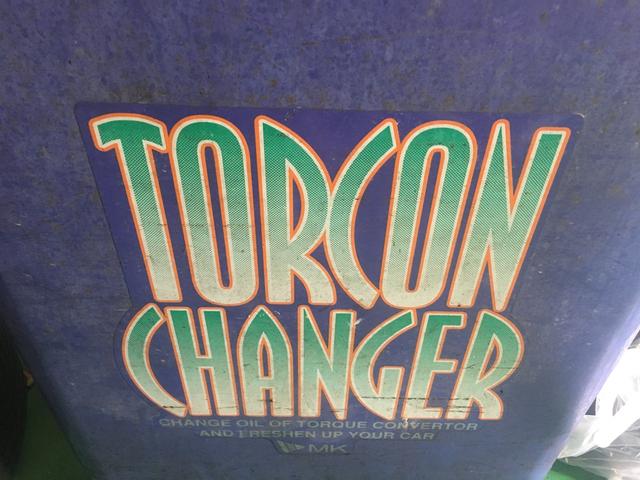 TORCON
CHANGER
CHANGE OIL OF TORQUE CONVERTOR
AND FRESHEN UP YOUR CAR
MK